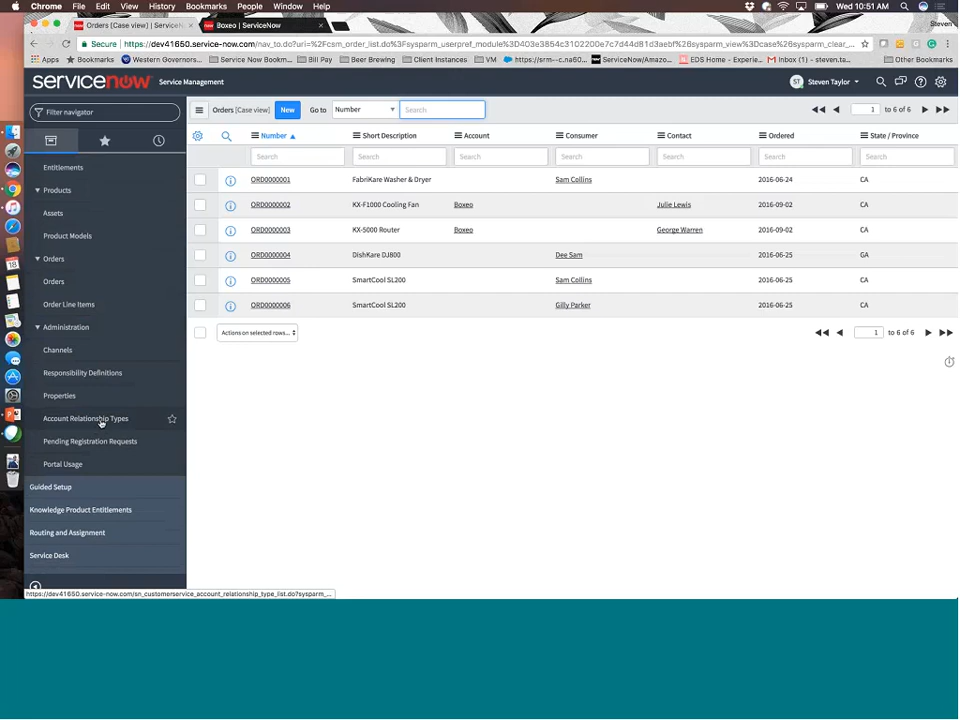 Chrome File Edit View History Bookmarks People Window Help Wed 10:51 AM
Orders [Case view] | ServiceN Boxeo | ServiceNow Steven
Secure https://dev41650.service-now.com/nav_to.do?uri=%2Fcsm_order_list.do%3Fsysparm_userpref_module%3D403e3854c3210200c7d44d81d3aebdf6%26sysparm_view%3Dcase%26sysparm_clear_...
Apps Bookmarks Western Governors... Service Now Bookm... Bill Pay Beer Brewing Client Instances VM https://srm--c.na60... ServiceNow/Amazo... EDS Home - Experie... Inbox (1) - steven.ta... Other Bookmarks
servicenow Service Management ST Steven Taylor
Filter navigator
Orders [Case view] New Go to Number Search 1 to 6 of 6
Number Short Description Account Consumer Contact Ordered State / Province
Search Search Search Search Search Search Search
ORD0000001 FabriKare Washer & Dryer Sam Collins 2016-06-24 CA
ORD0000002 KX-F1000 Cooling Fan Boxeo Julie Lewis 2016-09-02 CA
ORD0000003 KX-5000 Router Boxeo George Warren 2016-09-02 CA
ORD0000004 DishKare DJ800 Dee Sam 2016-06-25 GA
ORD0000005 SmartCool SL200 Sam Collins 2016-06-25 CA
ORD0000006 SmartCool SL200 Gilly Parker 2016-06-25 CA
Actions on selected rows... 1 to 6 of 6
Entitlements
Products
Assets
Product Models
Orders
Orders
Order Line Items
Administration
Channels
Responsibility Definitions
Properties
Account Relationship Types
Pending Registration Requests
Portal Usage
Guided Setup
Knowledge Product Entitlements
Routing and Assignment
Service Desk
https://dev41650.service-now.com/sn_customerservice_account_relationship_type_list.do?sysparm_...